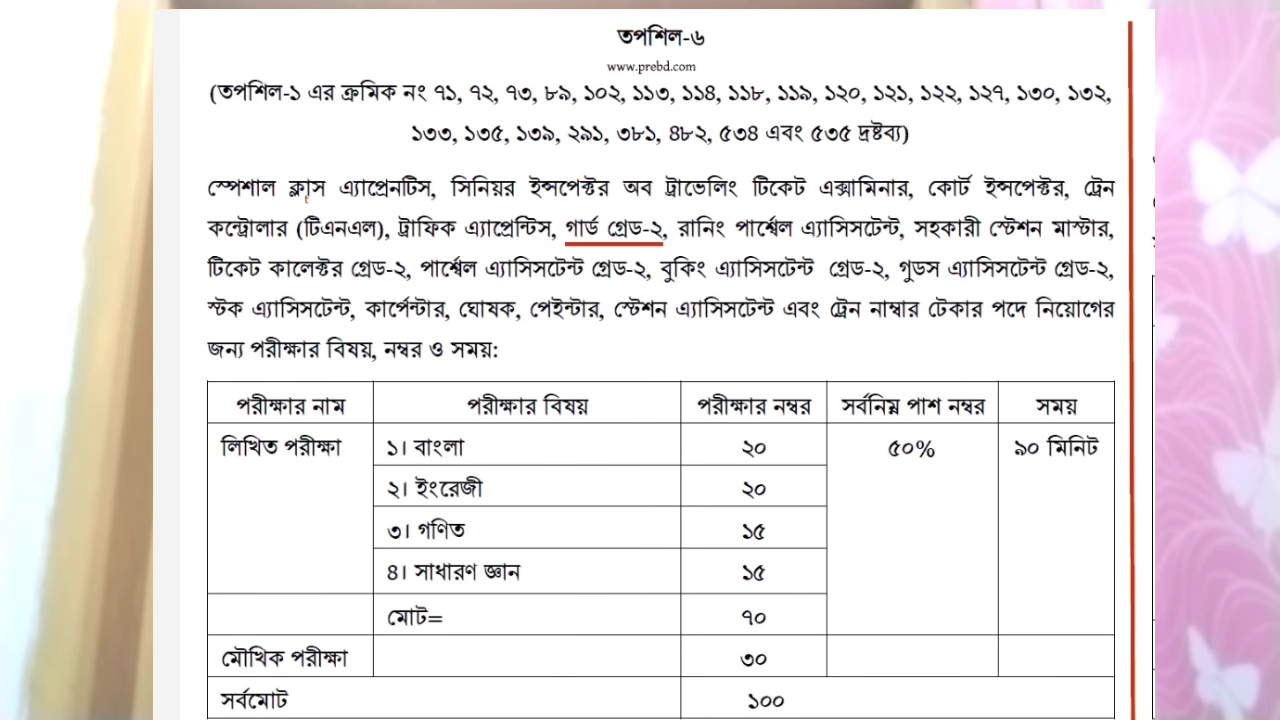 তপশিল-৬
www.prebd.com
(তপশিল-১ এর ক্রমিক নং ৭১, ৭২, ৭৩, ৮৯, ১০২, ১১৩, ১১৪, ১১৮, ১১৯, ১২০, ১২১, ১২২, ১২৭, ১৩০, ১৩২,
১৩৩, ১৩৫, ১৩৯, ২৯১, ৩৮১, ৪৮২, ৫৩৪ এবং ৫৩৫ দ্রষ্টব্য)
স্পেশাল ক্লাস এ্যাপ্রেনটিস, সিনিয়র ইন্সপেক্টর অব ট্রাভেলিং টিকেট এক্সামিনার, কোর্ট ইন্সপেক্টর, ট্রেন
কন্ট্রোলার (টিএনএল), ট্রাফিক এ্যাপ্রেন্টিস, গার্ড গ্রেড-২, রানিং পার্শ্বেল এ্যাসিসটেন্ট, সহকারী স্টেশন মাস্টার,
টিকেট কালেক্টর গ্রেড-২, পার্শ্বেল এ্যাসিসটেন্ট গ্রেড-২, বুকিং এ্যাসিসটেন্ট গ্রেড-২, গুডস এ্যাসিসটেন্ট গ্রেড-২,
স্টক এ্যাসিসটেন্ট, কার্পেন্টার, ঘোষক, পেইন্টার, স্টেশন এ্যাসিসটেন্ট এবং ট্রেন নাম্বার টেকার পদে নিয়োগের
জন্য পরীক্ষার বিষয়, নম্বর ও সময়:
পরীক্ষার নাম পরীক্ষার বিষয় পরীক্ষার নম্বর সর্বনিম্ন পাশ নম্বর সময়
লিখিত পরীক্ষা ১। বাংলা ২০ ৫০% ৯০ মিনিট
২। ইংরেজী ২০
৩। গণিত ১৫
৪। সাধারণ জ্ঞান ১৫
মোট= ৭০
মৌখিক পরীক্ষা ৩০
সর্বমোট ১০০